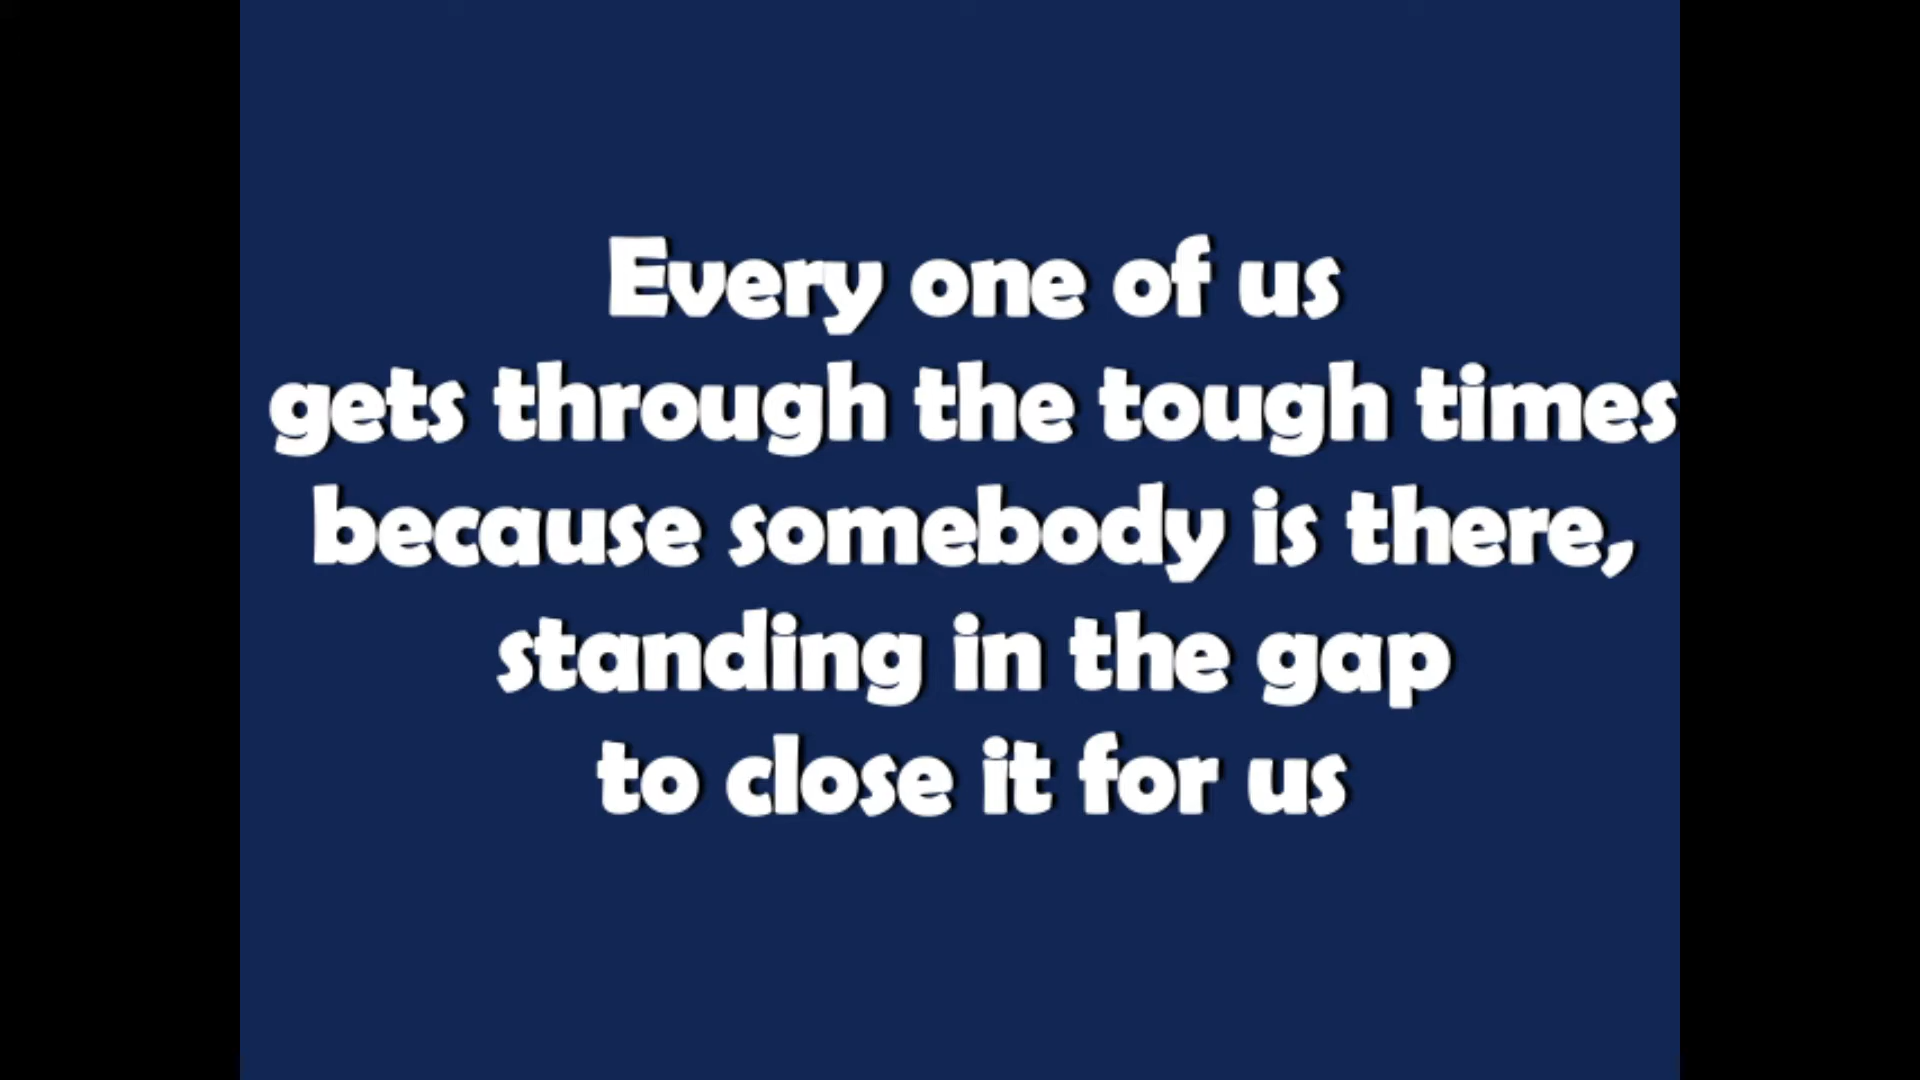 Every one of us
gets through the tough times
because somebody is there,
standing in the gap
to close it for us